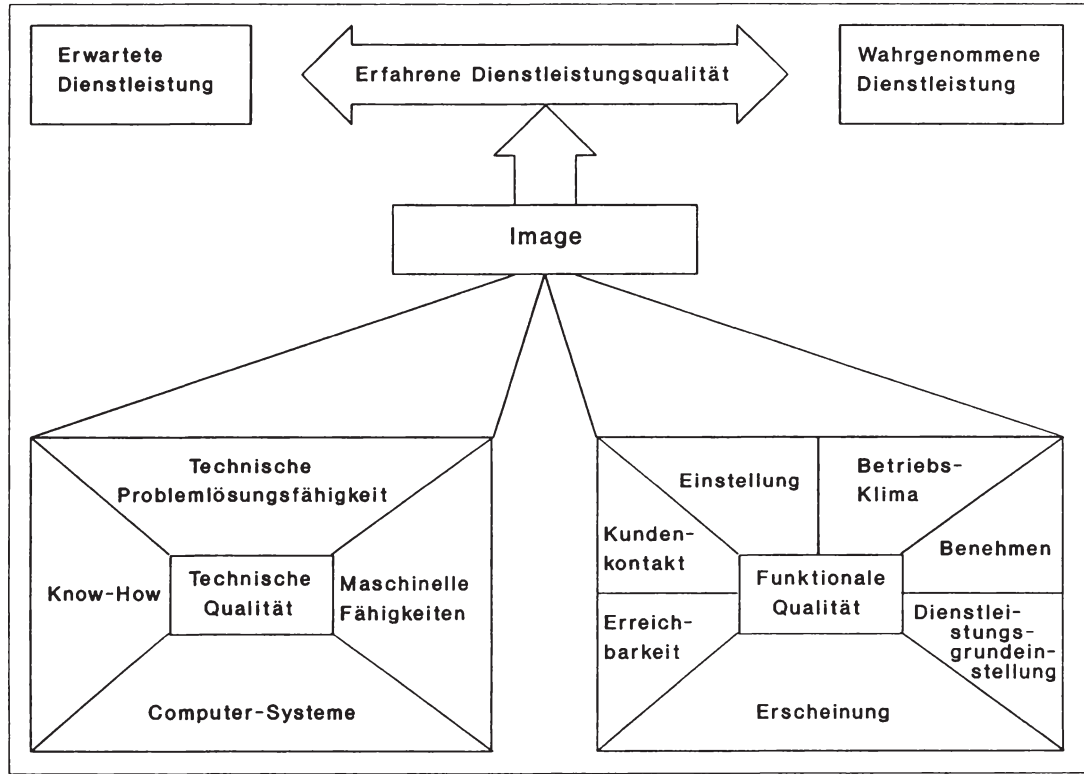 Erwartete
Dienstleistung
Erfahrene Dienstleistungsqualität
Wahrgenommene
Dienstleistung
Image
Technische
Problemlösungsfähigkeit
Know-How
Technische
Qualität
Maschinelle
Fähigkeiten
Computer-Systeme
Einstellung
Betriebs-
Klima
Kunden-
kontakt
Benehmen
Funktionale
Qualität
Erreich-
barkeit
Dienstlei-
stungs-
grundein-
stellung
Erscheinung